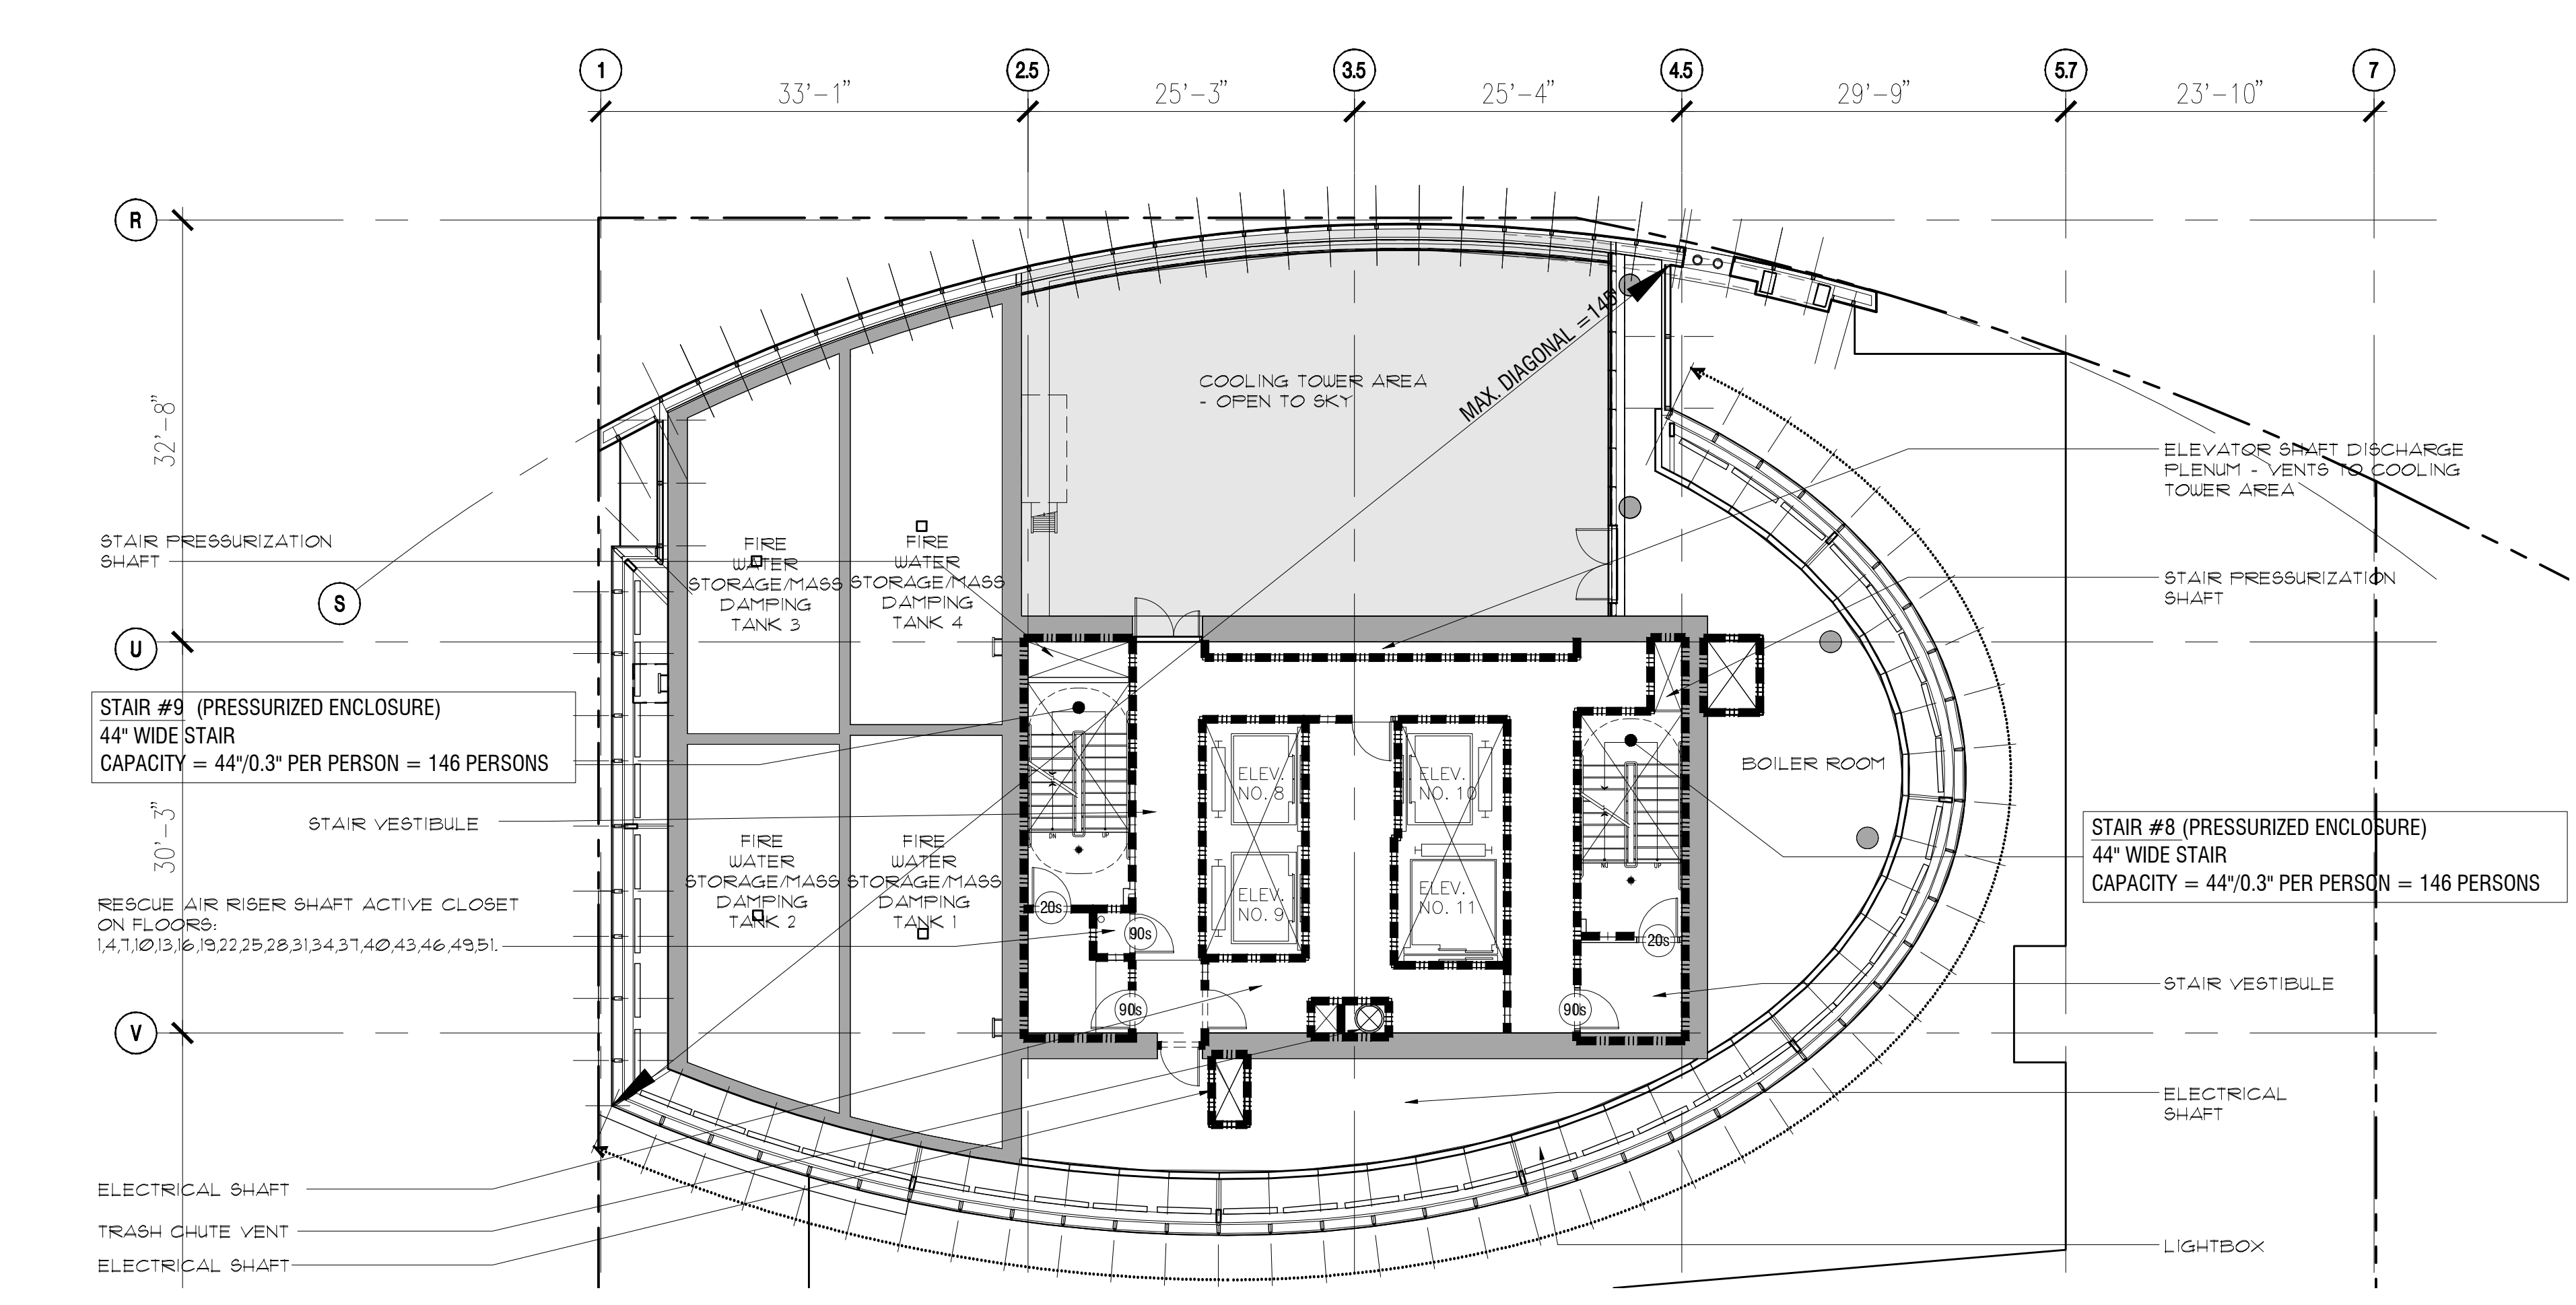 1
2.5
3.5
4.5
5.7
7
33'-1"
25'-3"
25'-4"
29'-9"
23'-10"
R
32'-8"
S
U
30'-3"
V
MAX. DIAGONAL =145'
COOLING TOWER AREA
- OPEN TO SKY
ELEVATOR SHAFT DISCHARGE
PLENUM - VENTS TO COOLING
TOWER AREA
STAIR PRESSURIZATION
SHAFT
FIRE
WATER
STORAGE/MASS
DAMPING
TANK 3
FIRE
WATER
STORAGE/MASS
DAMPING
TANK 4
STAIR PRESSURIZATION
SHAFT
STAIR #9 (PRESSURIZED ENCLOSURE)
44" WIDE STAIR
CAPACITY = 44"/0.3" PER PERSON = 146 PERSONS
STAIR VESTIBULE
ELEV.
NO. 8
ELEV.
NO. 10
BOILER ROOM
DN
UP
DN
UP
STAIR #8 (PRESSURIZED ENCLOSURE)
44" WIDE STAIR
CAPACITY = 44"/0.3" PER PERSON = 146 PERSONS
FIRE
WATER
STORAGE/MASS
DAMPING
TANK 2
FIRE
WATER
STORAGE/MASS
DAMPING
TANK 1
ELEV.
NO. 9
ELEV.
NO. 11
20s
90s
20s
RESCUE AIR RISER SHAFT ACTIVE CLOSET
ON FLOORS:
1,4,7,10,13,16,19,22,25,28,31,34,37,40,43,46,49,51.
90s
90s
STAIR VESTIBULE
ELECTRICAL
SHAFT
ELECTRICAL SHAFT
TRASH CHUTE VENT
ELECTRICAL SHAFT
LIGHTBOX